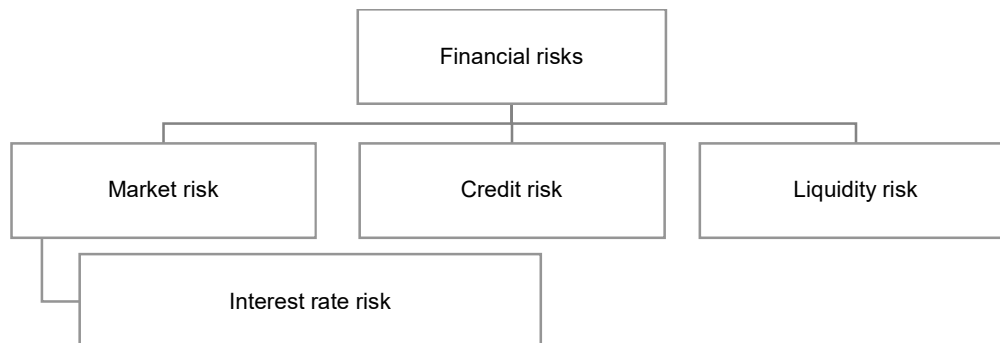 Financial risks
Market risk
Credit risk
Liquidity risk
Interest rate risk